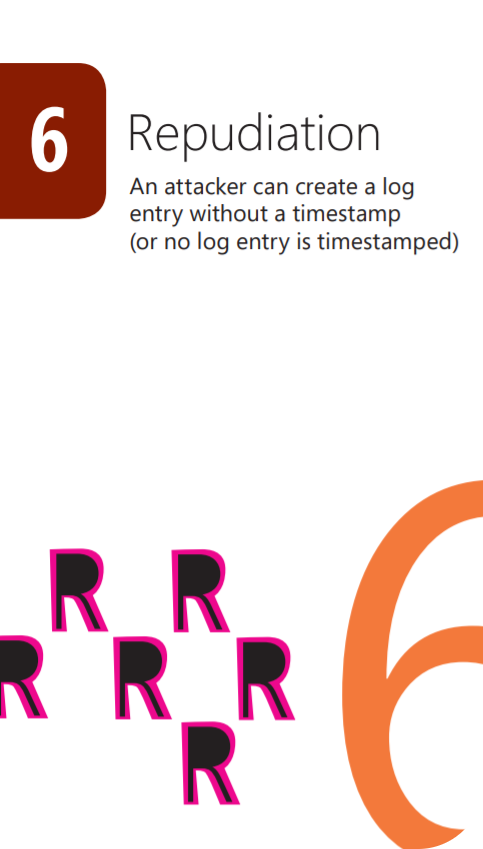 6
Repudiation
An attacker can create a log
entry without a timestamp
(or no log entry is timestamped)
R R
R R R
R
6